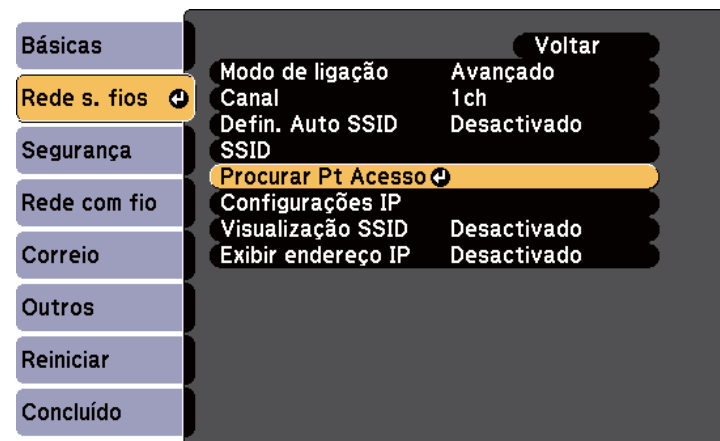 Básicas
Rede s. fios
Segurança
Rede com fio
Correio
Outros
Reiniciar
Concluído
Voltar
Modo de ligação Avançado
Canal 1ch
Defin. Auto SSID Desactivado
SSID
Procurar Pt Acesso
Configurações IP
Visualização SSID Desactivado
Exibir endereço IP Desactivado